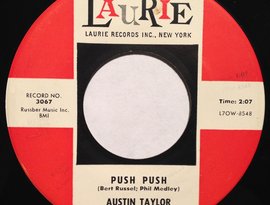 LAURIE
LAURIE RECORDS INC., NEW YORK
RECORD NO.
3067
Russber Music Inc.
BMI
Time: 2:07
L7OW-8548
PUSH PUSH
(Bert Russel; Phil Medley)
AUSTIN TAYLOR